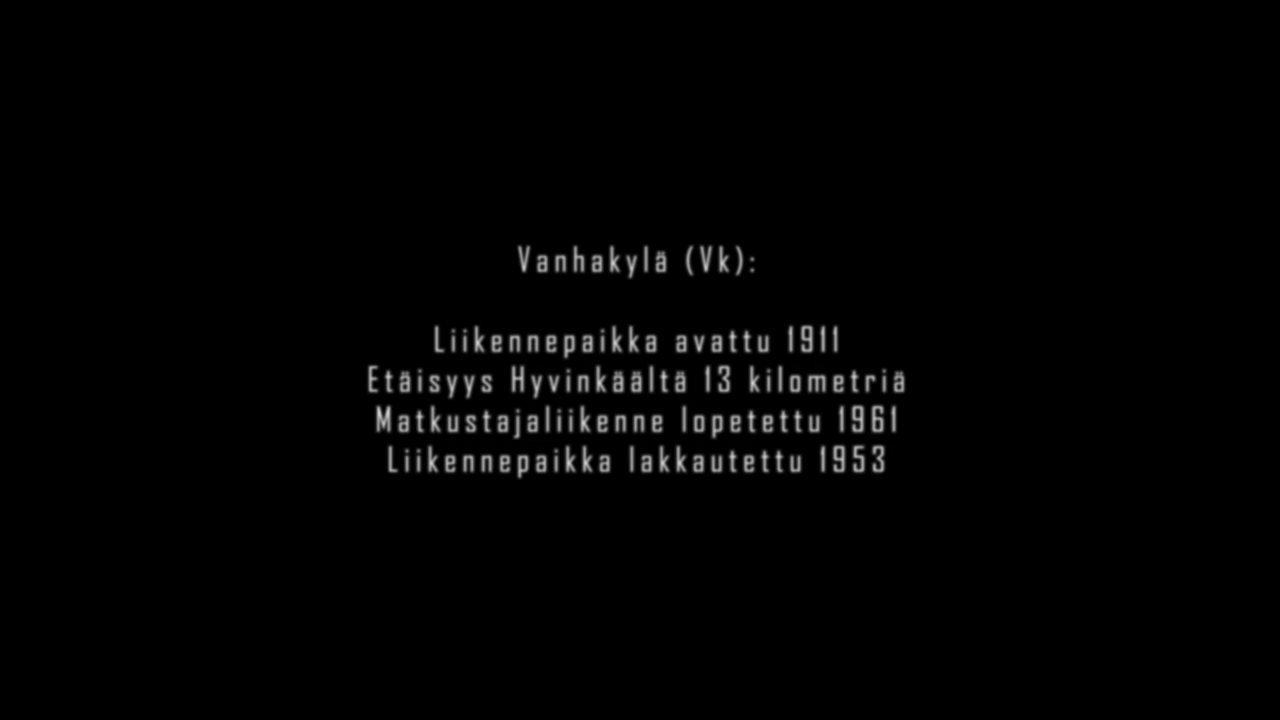 Vanhakylä (Vk):
Liikennepaikka avattu 1911
Etäisyys Hyvinkäältä 13 kilometriä
Matkustajaliikenne lopetettu 1961
Liikennepaikka lakkautettu 1953